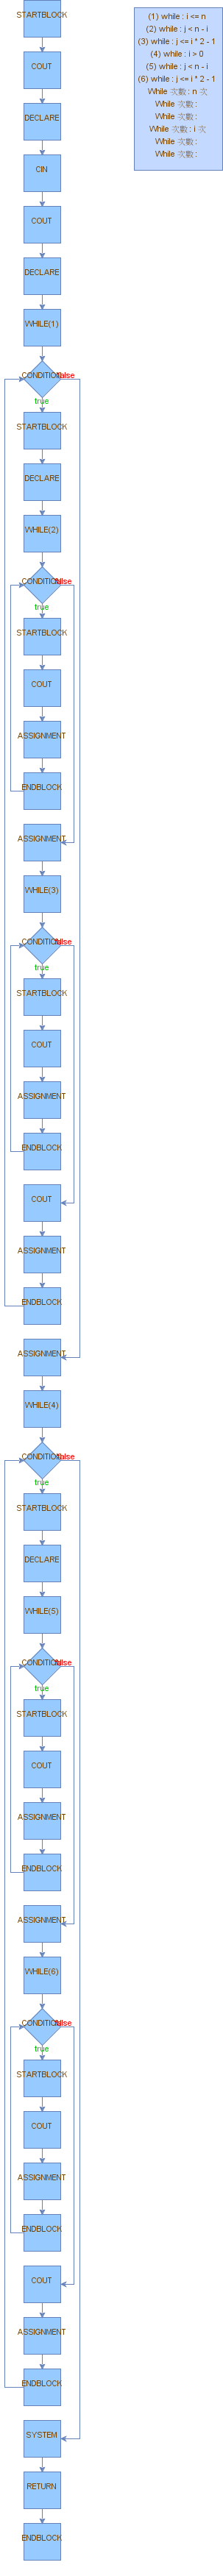 STARTBLOCK
COUT
DECLARE
CIN
COUT
DECLARE
WHILE(1)
CONDITION false
true
STARTBLOCK
DECLARE
WHILE(2)
CONDITION false
true
STARTBLOCK
COUT
ASSIGNMENT
ENDBLOCK
ASSIGNMENT
WHILE(3)
CONDITION false
true
STARTBLOCK
COUT
ASSIGNMENT
ENDBLOCK
COUT
ASSIGNMENT
ENDBLOCK
ASSIGNMENT
WHILE(4)
CONDITION false
true
STARTBLOCK
DECLARE
WHILE(5)
CONDITION false
true
STARTBLOCK
COUT
ASSIGNMENT
ENDBLOCK
ASSIGNMENT
WHILE(6)
CONDITION false
true
STARTBLOCK
COUT
ASSIGNMENT
ENDBLOCK
COUT
ASSIGNMENT
ENDBLOCK
SYSTEM
RETURN
ENDBLOCK
(1) while : i <= n
(2) while : j < n - i
(3) while : j <= i * 2 - 1
(4) while : i > 0
(5) while : j < n - i
(6) while : j <= i * 2 - 1
While 次數 : n 次
While 次數 :
While 次數 :
While 次數 : i 次
While 次數 :
While 次數 :